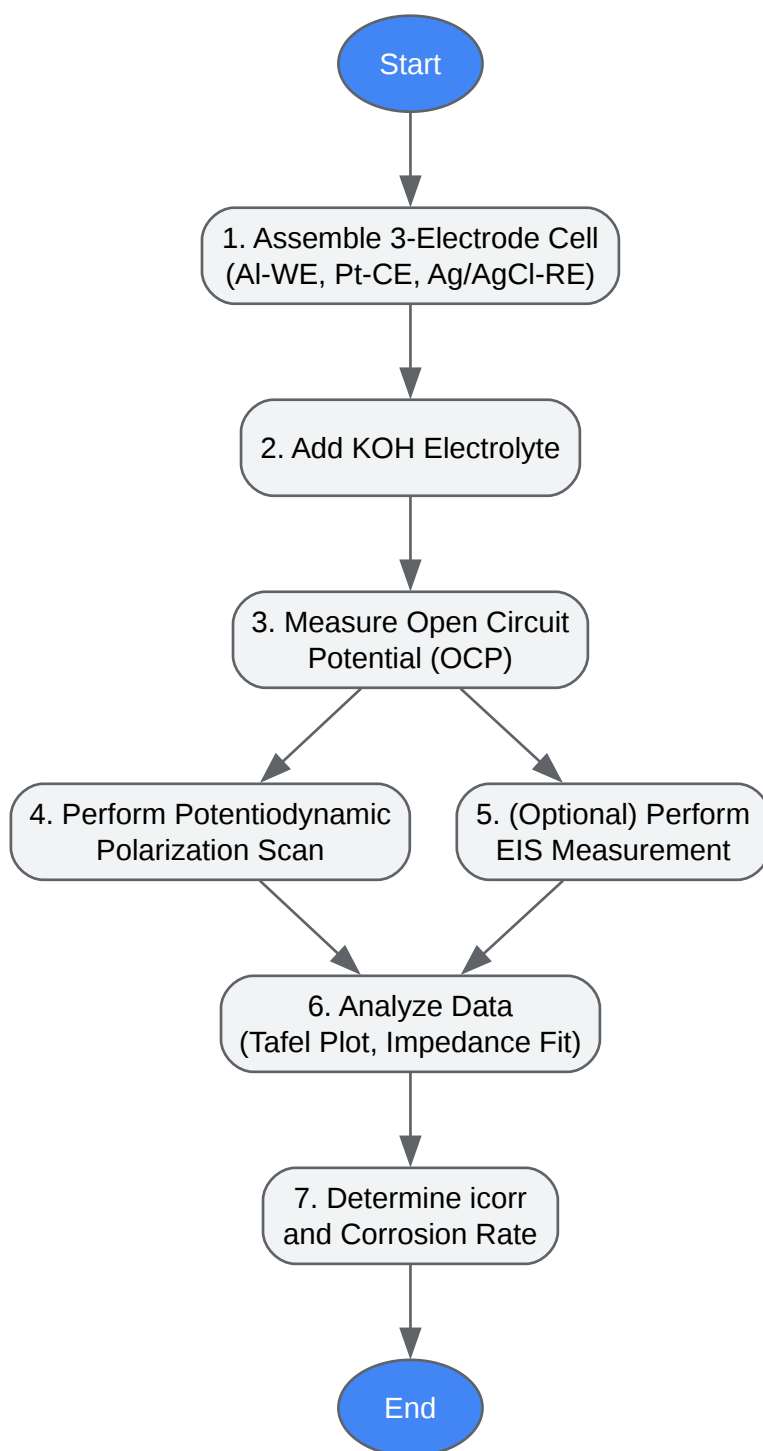 Start
1. Assemble 3-Electrode Cell
(Al-WE, Pt-CE, Ag/AgCl-RE)
2. Add KOH Electrolyte
3. Measure Open Circuit
Potential (OCP)
4. Perform Potentiodynamic
Polarization Scan
5. (Optional) Perform
EIS Measurement
6. Analyze Data
(Tafel Plot, Impedance Fit)
7. Determine icorr
and Corrosion Rate
End